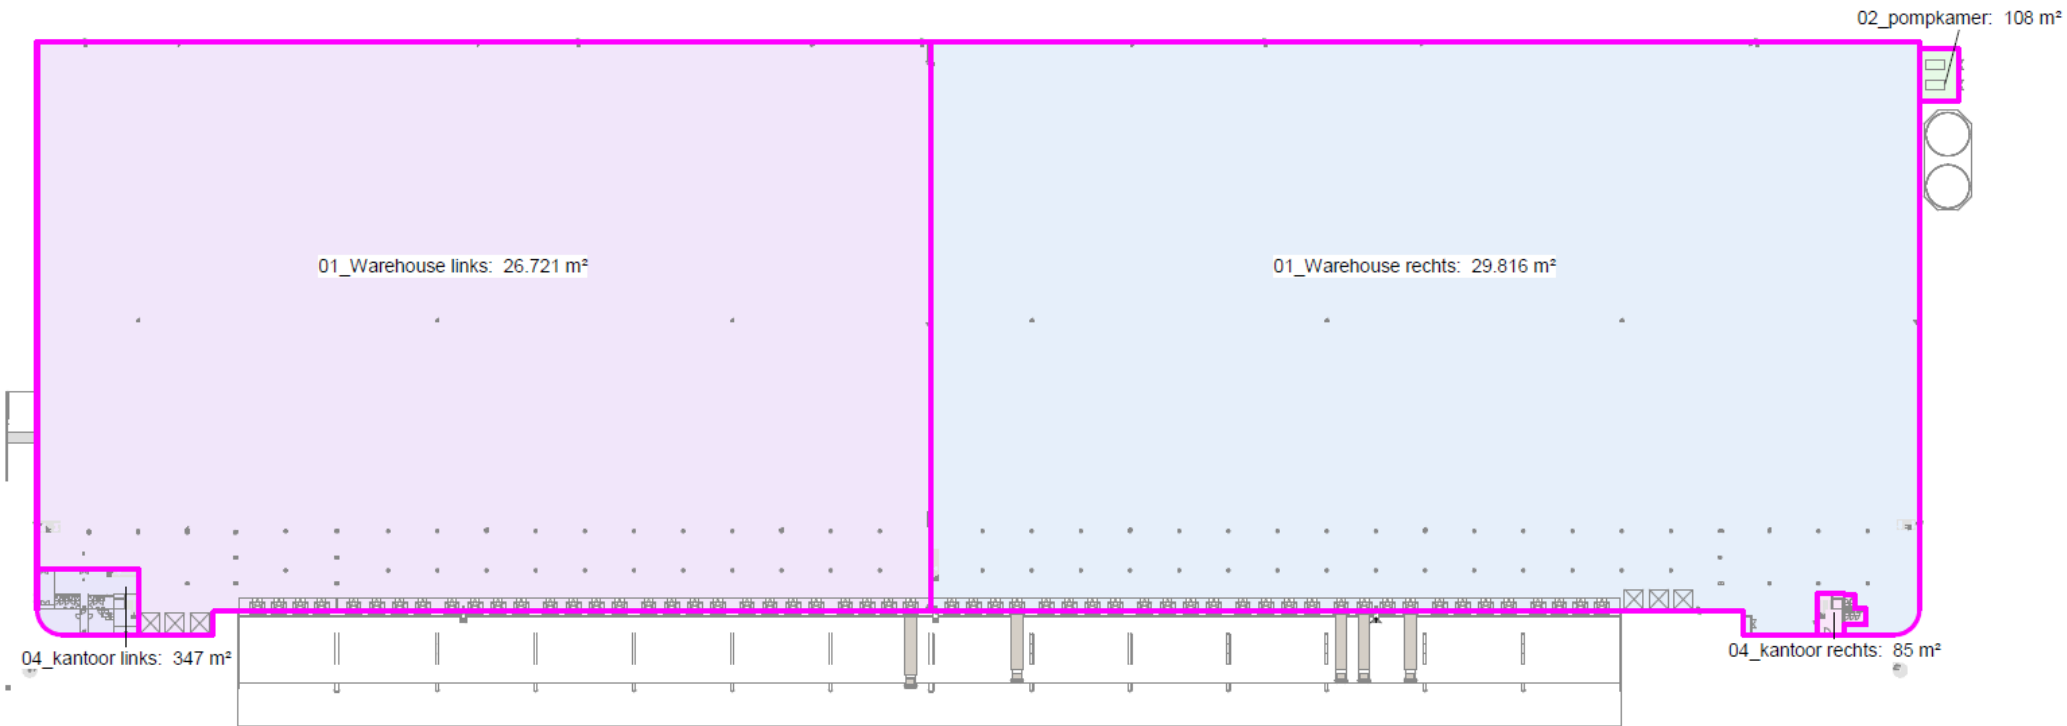 02_pompkamer: 108 m²
01_Warehouse links: 26.721 m²
01_Warehouse rechts: 29.816 m²
04_kantoor links: 347 m²
04_kantoor rechts: 85 m²